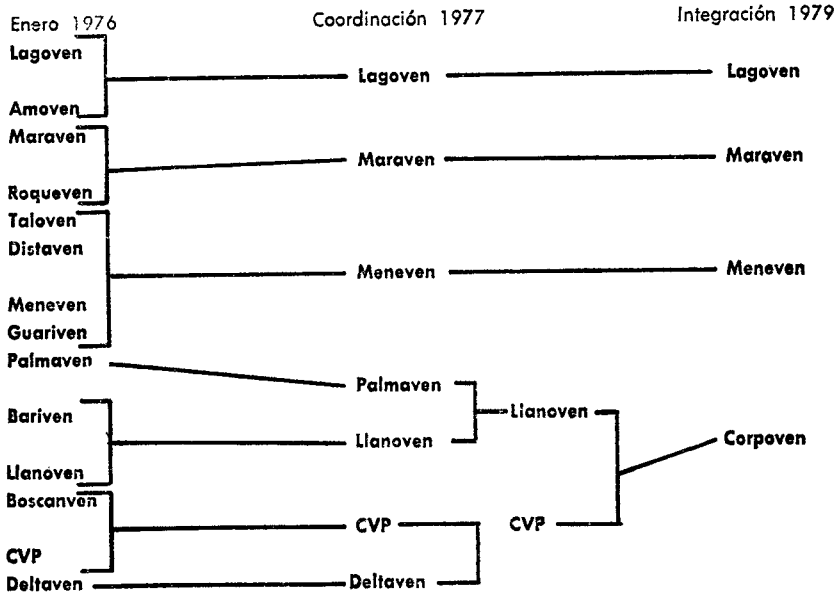 Enero 1976 Coordinación 1977 Integración 1979
Lagoven
Lagoven Lagoven
Amoven
Maraven
Maraven Maraven
Roqueven
Taloven
Distaven
Meneven Meneven
Meneven
Guariven
Palmaven
Palmaven
Llanoven
Bariven
Llanoven
Corpoven
Llanoven
Boscanven
CVP CVP
CVP
Deltaven Deltaven